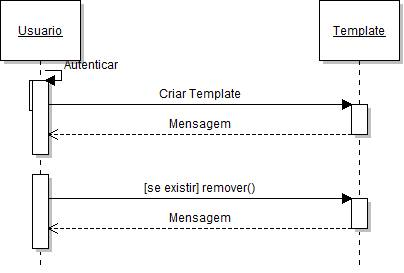 Usuario
Template
Autenticar
Criar Template
Mensagem
[se existir] remover()
Mensagem